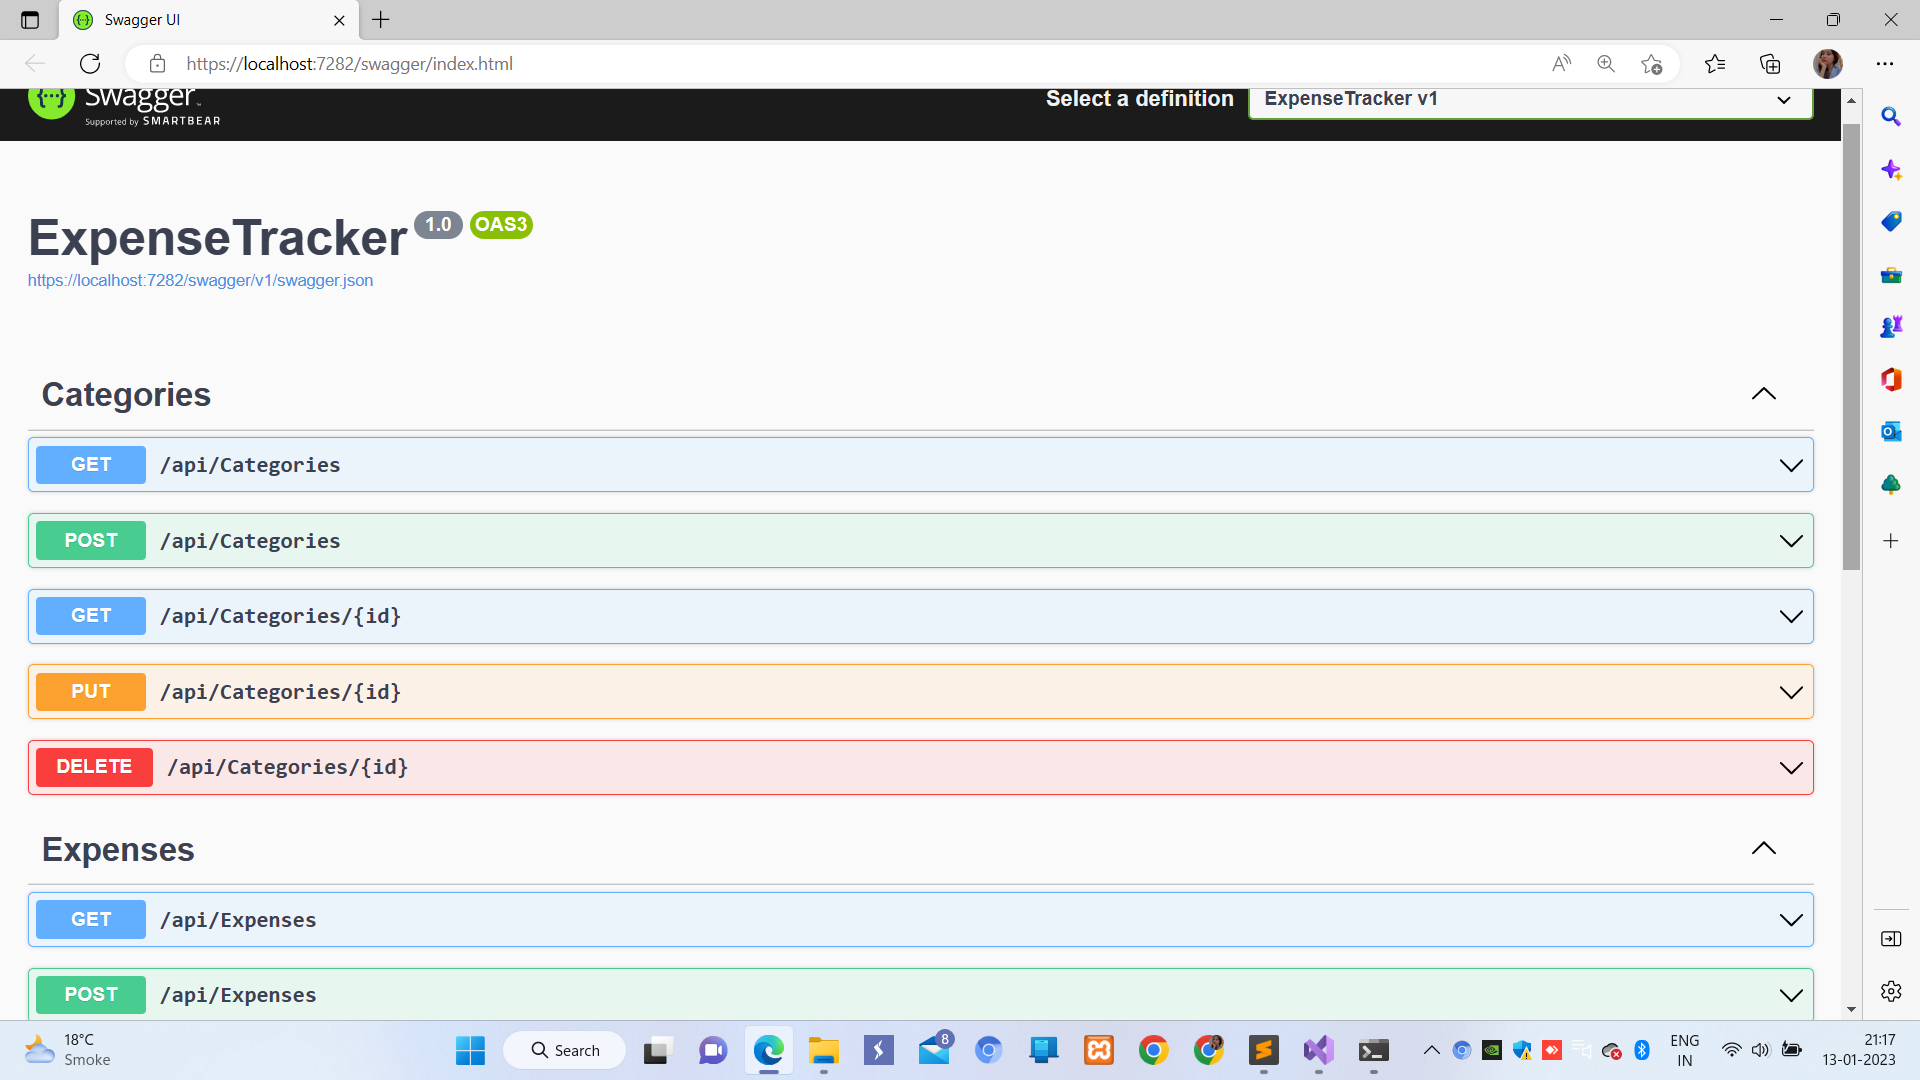 Swagger UI
https://localhost:7282/swagger/index.html
Swagger
Supported by SMARTBEAR
Select a definition
ExpenseTracker v1
ExpenseTracker 1.0 OAS3
https://localhost:7282/swagger/v1/swagger.json
Categories
GET /api/Categories
POST /api/Categories
GET /api/Categories/{id}
PUT /api/Categories/{id}
DELETE /api/Categories/{id}
Expenses
GET /api/Expenses
POST /api/Expenses
18°C
Smoke
Search
8
ENG
IN
21:17
13-01-2023